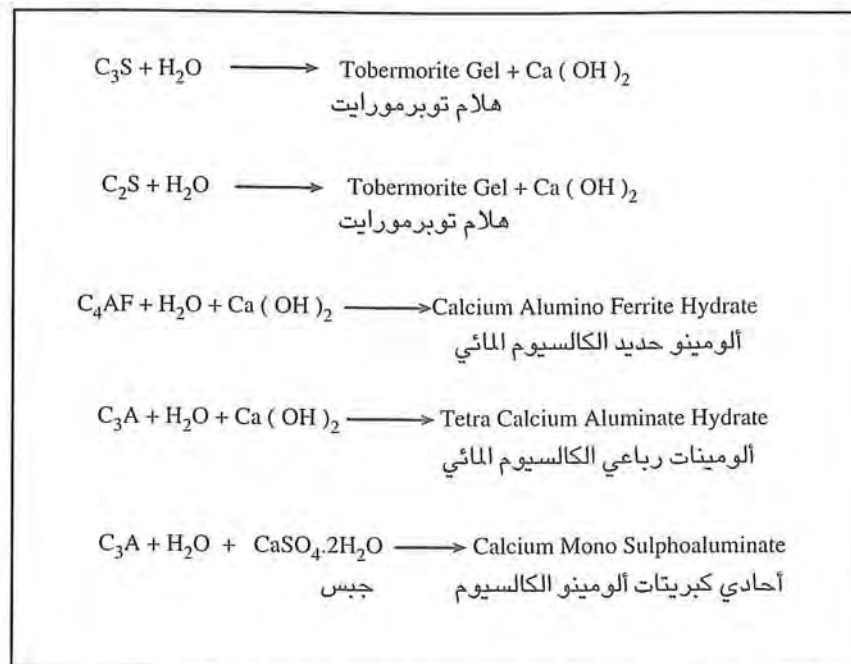 C₃S + H₂O ⟶ Tobermorite Gel + Ca ( OH )₂
هلام توبرمورايت
C₂S + H₂O ⟶ Tobermorite Gel + Ca ( OH )₂
هلام توبرمورايت
C₄AF + H₂O + Ca ( OH )₂ ⟶ Calcium Alumino Ferrite Hydrate
ألومينو حديد الكالسيوم المائي
C₃A + H₂O + Ca ( OH )₂ ⟶ Tetra Calcium Aluminate Hydrate
ألومينات رباعي الكالسيوم المائي
C₃A + H₂O + CaSO₄.2H₂O ⟶ Calcium Mono Sulphoaluminate
جبس أحادي كبريتات ألومينو الكالسيوم